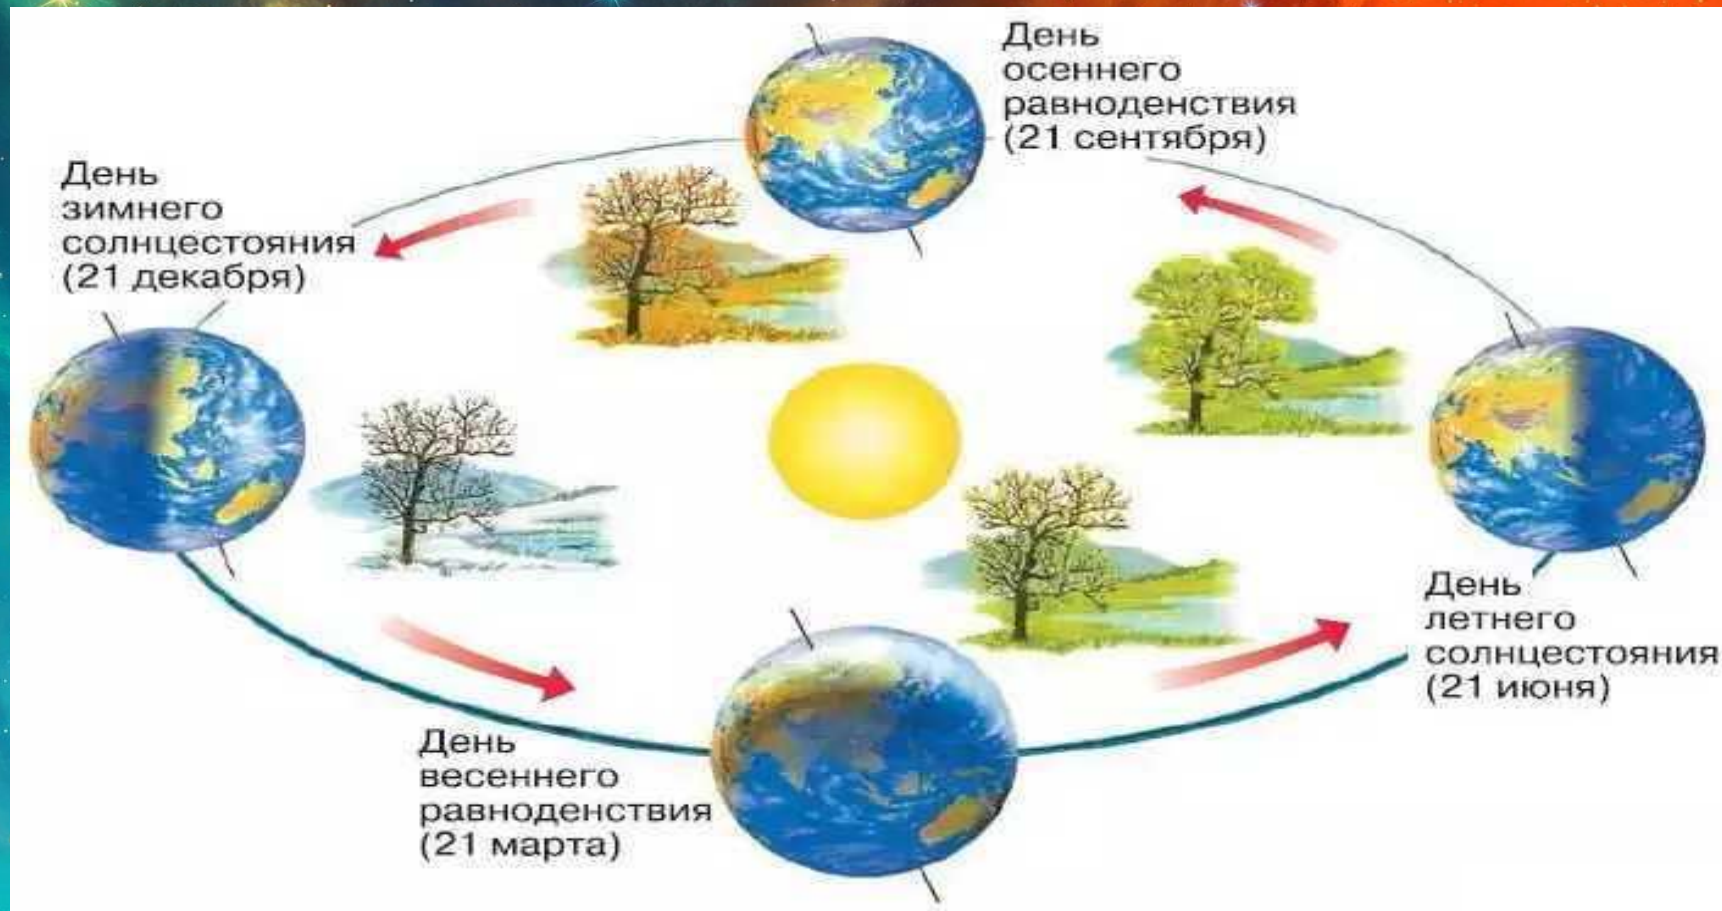 День
осеннего
равноденствия
(21 сентября)
День
зимнего
солнцестояния
(21 декабря)
День
летнего
солнцестояния
(21 июня)
День
весеннего
равноденствия
(21 марта)